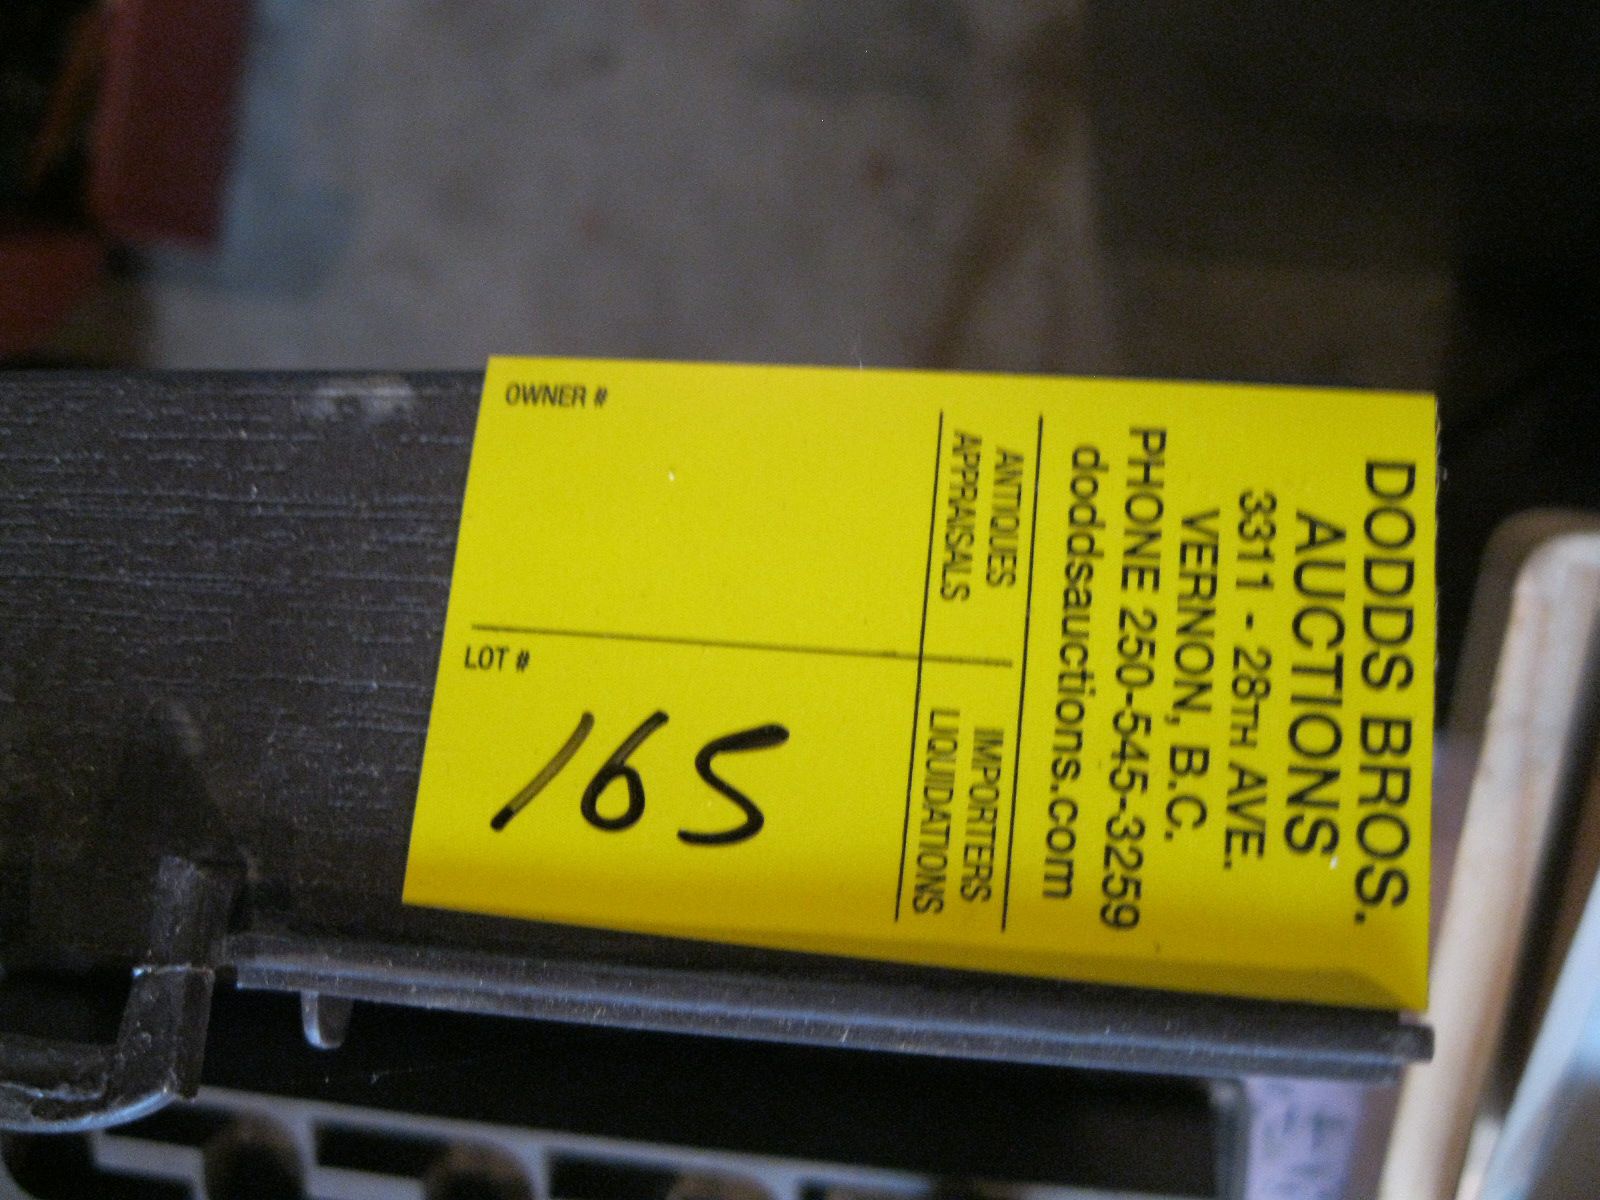 DODDS BROS.
AUCTIONS
3311 - 28TH AVE.
VERNON, B.C.
PHONE 250-545-3259
doddsauctions.com
ANTIQUES
APPRAISALS
IMPORTERS
LIQUIDATIONS
OWNER #
LOT #
165